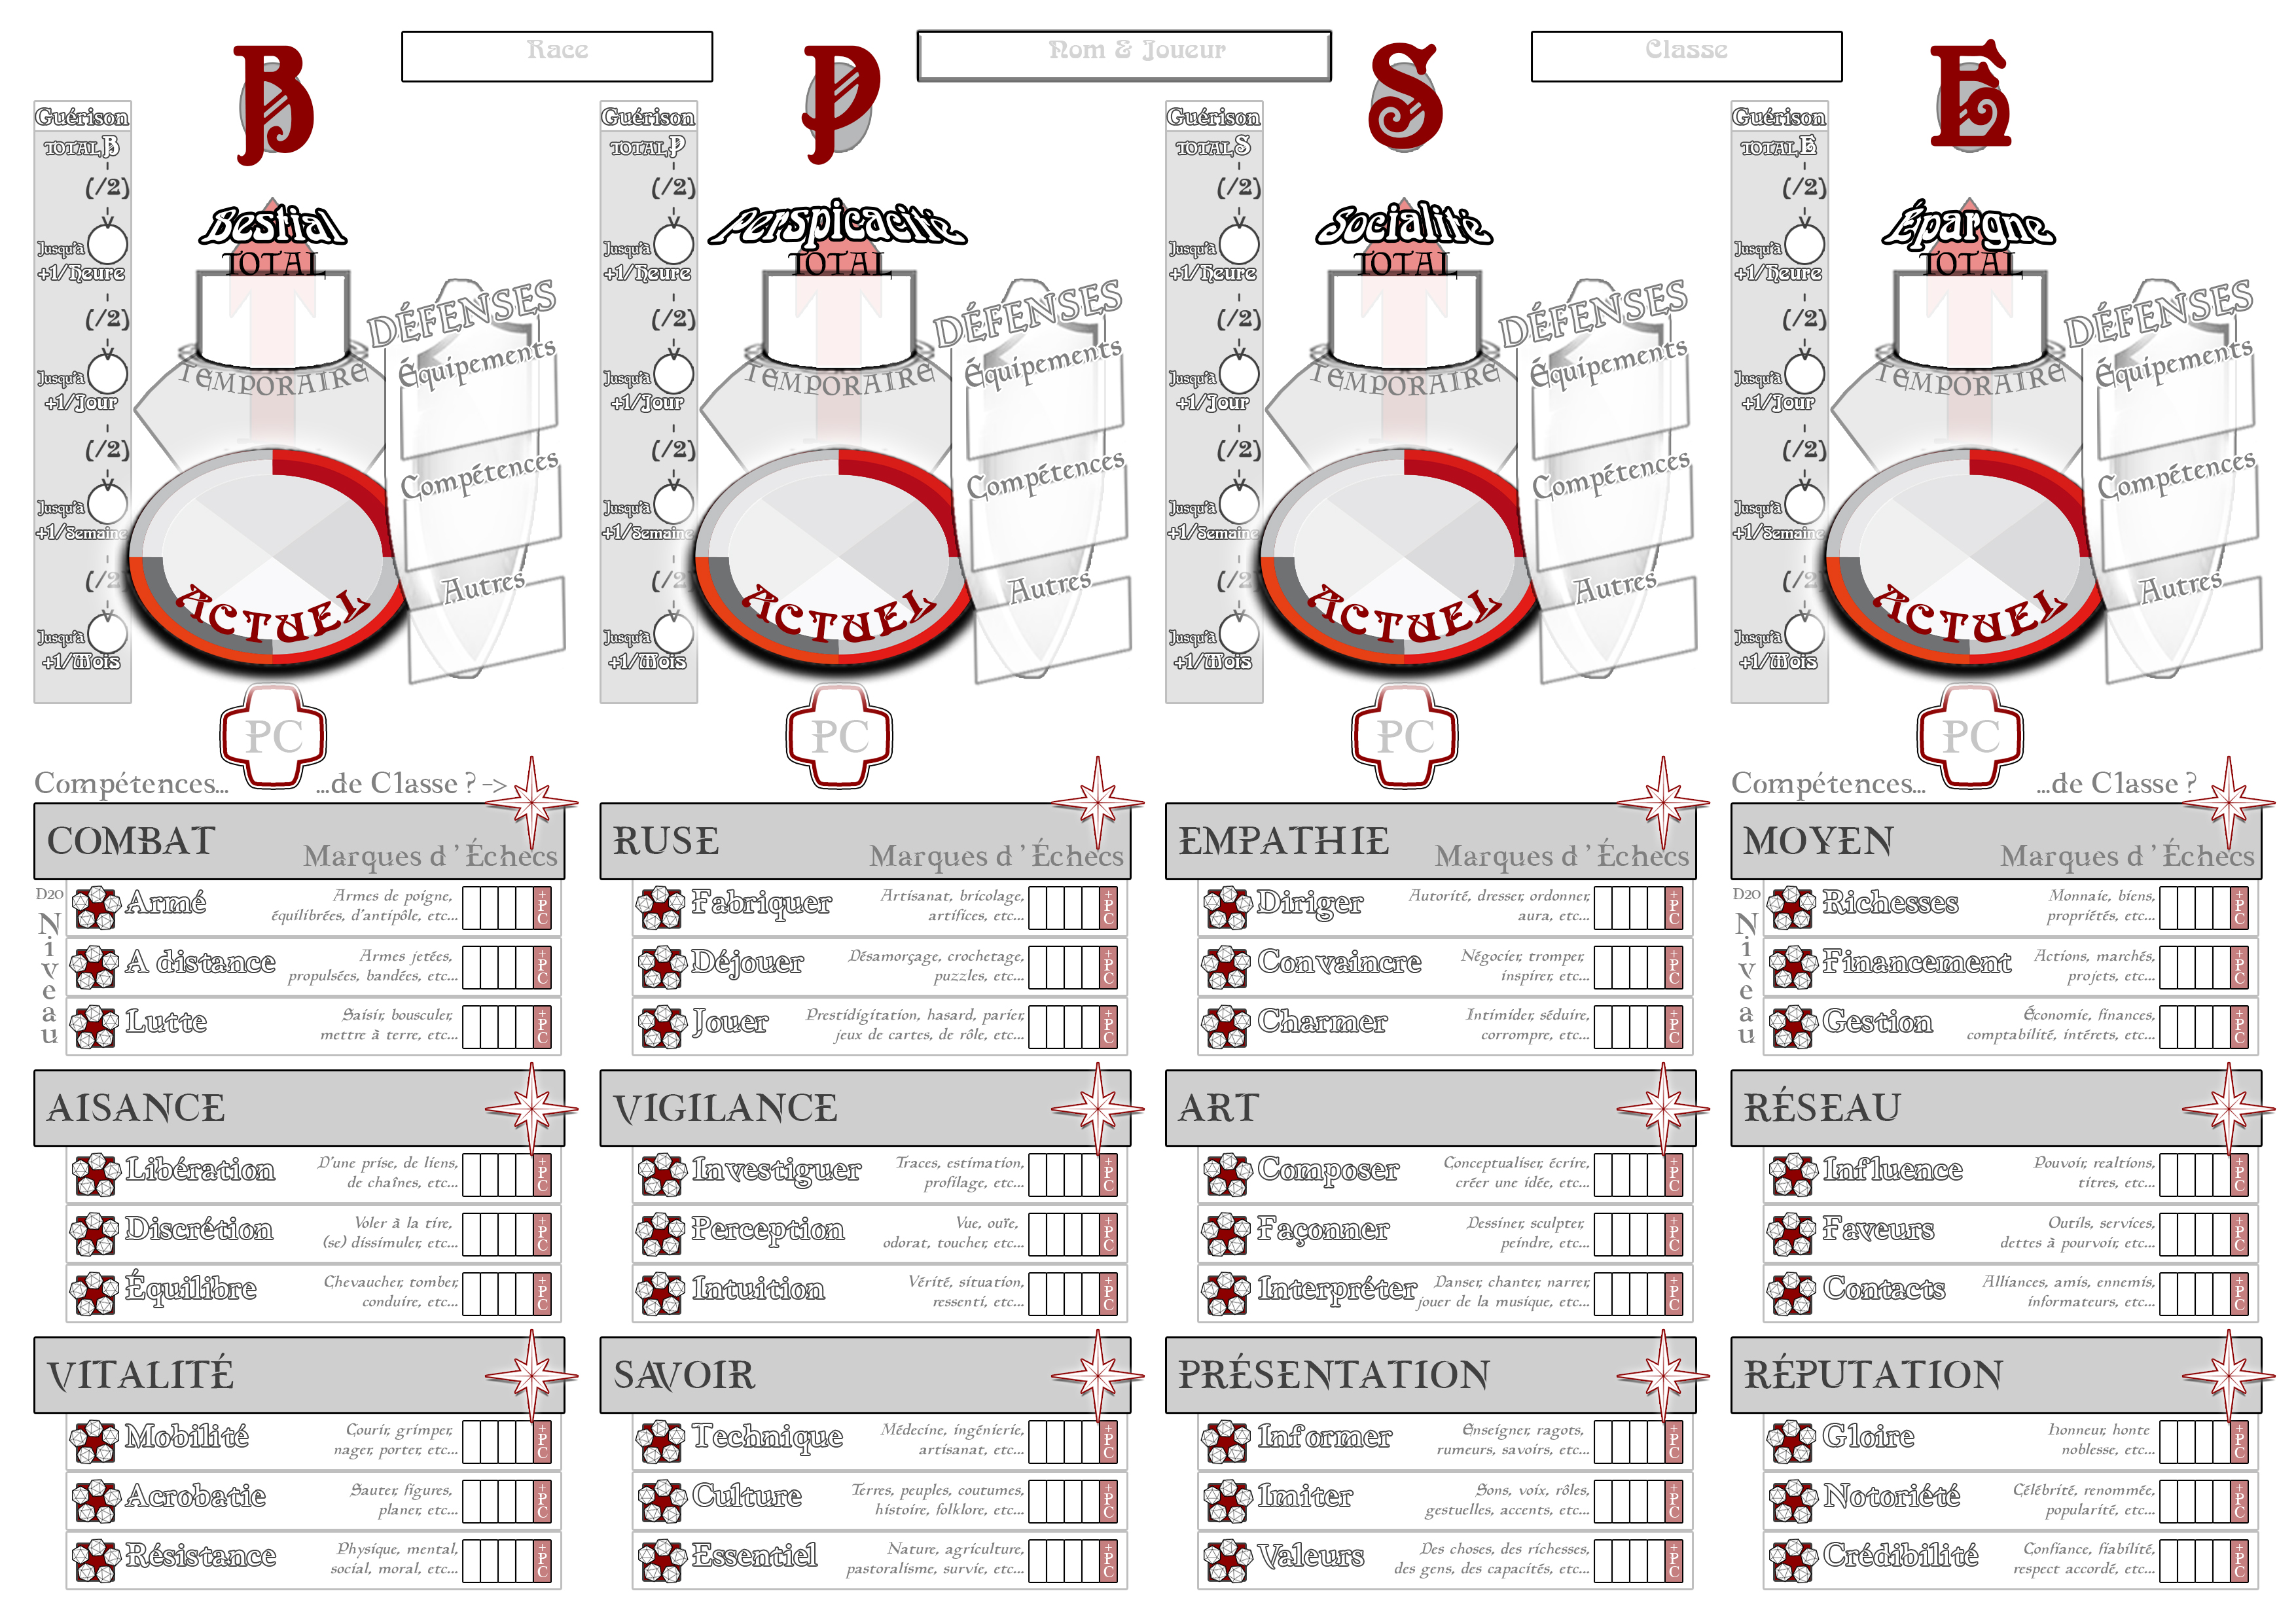 Race
Nom & Joueur
Classe
B
Guérison
TOTAL B
(/2)
Jusqu'à
+1/Heure
(/2)
Jusqu'à
+1/Jour
(/2)
Jusqu'à
+1/Semaine
(/2)
Jusqu'à
+1/Mois
Bestial
TOTAL
TEMPORAIRE
ACTUEL
DÉFENSES
Équipements
Compétences
Autres
PC
P
Guérison
TOTAL P
(/2)
Jusqu'à
+1/Heure
(/2)
Jusqu'à
+1/Jour
(/2)
Jusqu'à
+1/Semaine
(/2)
Jusqu'à
+1/Mois
Perspicacité
TOTAL
TEMPORAIRE
ACTUEL
DÉFENSES
Équipements
Compétences
Autres
PC
S
Guérison
TOTAL S
(/2)
Jusqu'à
+1/Heure
(/2)
Jusqu'à
+1/Jour
(/2)
Jusqu'à
+1/Semaine
(/2)
Jusqu'à
+1/Mois
Socialité
TOTAL
TEMPORAIRE
ACTUEL
DÉFENSES
Équipements
Compétences
Autres
PC
E
Guérison
TOTAL E
(/2)
Jusqu'à
+1/Heure
(/2)
Jusqu'à
+1/Jour
(/2)
Jusqu'à
+1/Semaine
(/2)
Jusqu'à
+1/Mois
Épargne
TOTAL
TEMPORAIRE
ACTUEL
DÉFENSES
Équipements
Compétences
Autres
PC
Compétences... ...de Classe ? ->
COMBAT
Marques d'Échecs
D20
Niveau
Armé
Armes de poigne,
équilibrées, d'antipôle, etc...
+PC
A distance
Armes jetées,
propulsées, bandées, etc...
+PC
Lutte
Saisir, bousculer,
mettre à terre, etc...
+PC
AISANCE
Libération
D'une prise, de liens,
de chaînes, etc...
+PC
Discrétion
Voler à la tire,
(se) dissimuler, etc...
+PC
Équilibre
Chevaucher, tomber,
conduire, etc...
+PC
VITALITÉ
Mobilité
Courir, grimper,
nager, porter, etc...
+PC
Acrobatie
Sauter, figures,
planer, etc...
+PC
Résistance
Physique, mental,
social, moral, etc...
+PC
RUSE
Marques d'Échecs
Fabriquer
Artisanat, bricolage,
artifices, etc...
+PC
Déjouer
Désamorçage, crochetage,
puzzles, etc...
+PC
Jouer
Prestidigitation, hasard, parier,
jeux de cartes, de rôle, etc...
+PC
VIGILANCE
Investiguer
Traces, estimation,
profilage, etc...
+PC
Perception
Vue, ouïe,
odorat, toucher, etc...
+PC
Intuition
Vérité, situation,
ressenti, etc...
+PC
SAVOIR
Technique
Médecine, ingénierie,
artisanat, etc...
+PC
Culture
Terres, peuples, coutumes,
histoire, folklore, etc...
+PC
Essentiel
Nature, agriculture,
pastoralisme, survie, etc...
+PC
EMPATHIE
Marques d'Échecs
Diriger
Autorité, dresser, ordonner,
aura, etc...
+PC
Convaincre
Négocier, tromper,
inspirer, etc...
+PC
Charmer
Intimider, séduire,
corrompre, etc...
+PC
ART
Composer
Conceptualiser, écrire,
créer une idée, etc...
+PC
Façonner
Dessiner, sculpter,
peindre, etc...
+PC
Interpréter
Danser, chanter, narrer,
jouer de la musique, etc...
+PC
PRÉSENTATION
Informer
Enseigner, ragots,
rumeurs, savoirs, etc...
+PC
Imiter
Sons, voix, rôles,
gestuelles, accents, etc...
+PC
Valeurs
Des choses, des richesses,
des gens, des capacités, etc...
+PC
Compétences... ...de Classe ?
MOYEN
Marques d'Échecs
D20
Niveau
Richesses
Monnaie, biens,
propriétés, etc...
+PC
Financement
Actions, marchés,
projets, etc...
+PC
Gestion
Économie, finances,
comptabilité, intérets, etc...
+PC
RÉSEAU
Influence
Pouvoir, realtions,
titres, etc...
+PC
Faveurs
Outils, services,
dettes à pourvoir, etc...
+PC
Contacts
Alliances, amis, ennemis,
informateurs, etc...
+PC
RÉPUTATION
Gloire
honneur, honte
noblesse, etc...
+PC
Notoriété
Célébrité, renommée,
popularité, etc...
+PC
Crédibilité
Confiance, fiabilité,
respect accordé, etc...
+PC